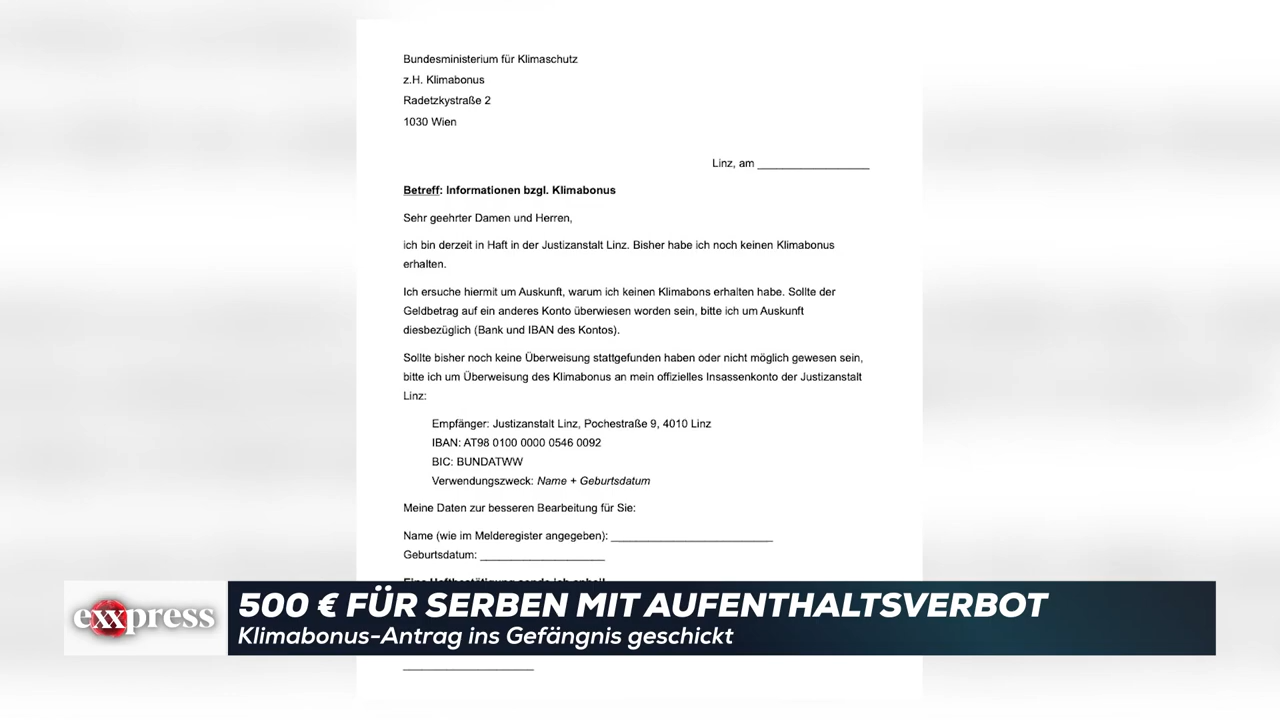 Bundesministerium für Klimaschutz
z.H. Klimabonus
Radetzkystraße 2
1030 Wien
Linz, am
Betreff: Informationen bzgl. Klimabonus
Sehr geehrter Damen und Herren,
ich bin derzeit in Haft in der Justizanstalt Linz. Bisher habe ich noch keinen Klimabonus
erhalten.
Ich ersuche hiermit um Auskunft, warum ich keinen Klimabons erhalten habe. Sollte der
Geldbetrag auf ein anderes Konto überwiesen worden sein, bitte ich um Auskunft
diesbezüglich (Bank und IBAN des Kontos).
Sollte bisher noch keine Überweisung stattgefunden haben oder nicht möglich gewesen sein,
bitte ich um Überweisung des Klimabonus an mein offizielles Insassenkonto der Justizanstalt
Linz:
Empfänger: Justizanstalt Linz, Pochestraße 9, 4010 Linz
IBAN: AT98 0100 0000 0546 0092
BIC: BUNDATWW
Verwendungszweck: Name + Geburtsdatum
Meine Daten zur besseren Bearbeitung für Sie:
Name (wie im Melderegister angegeben):
Geburtsdatum:
Eine Haftbestätigung sende ich anbei!
exxpress
500 € FÜR SERBEN MIT AUFENTHALTSVERBOT
Klimabonus-Antrag ins Gefängnis geschickt